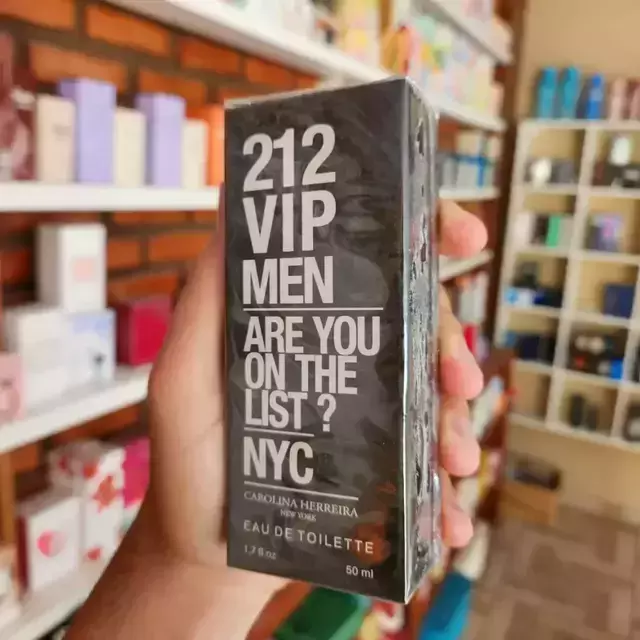 212
VIP
MEN
ARE YOU
ON THE
LIST ?
NYC
CAROLINA HERREIRA
NEW YORK
EAU DE TOILETTE
1.7 fl oz
50 ml